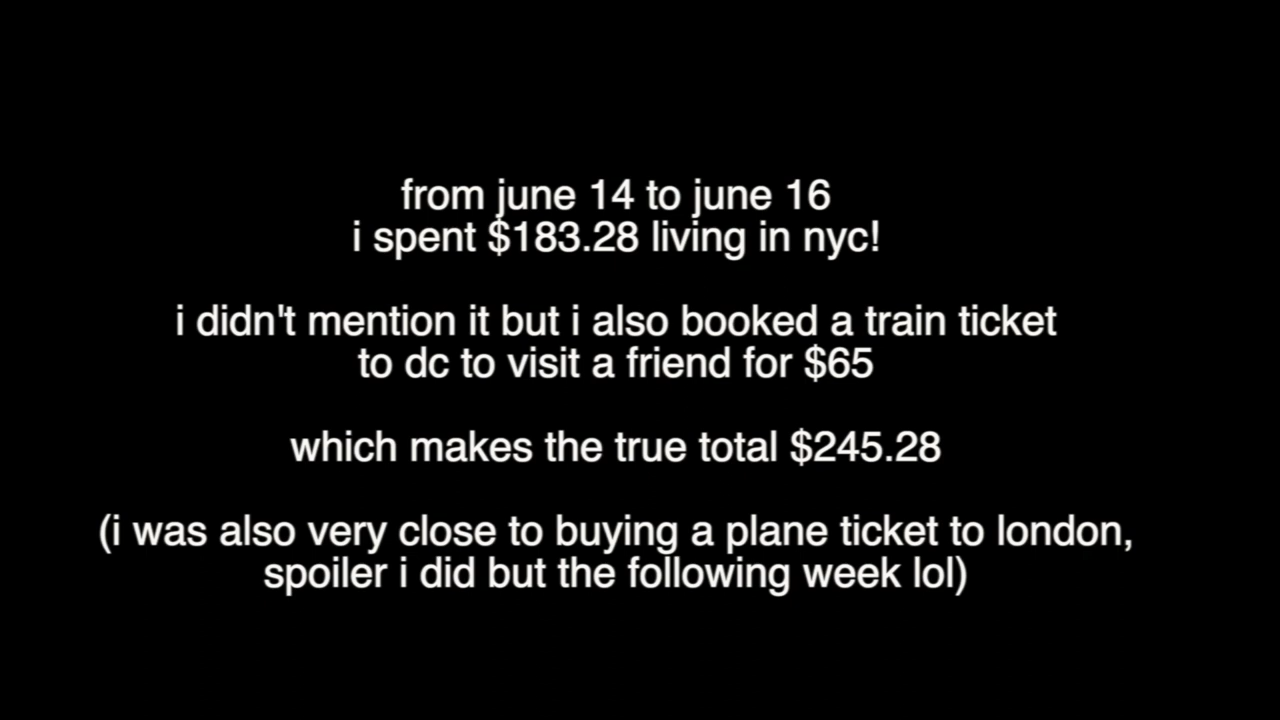 from june 14 to june 16
i spent $183.28 living in nyc!
i didn't mention it but i also booked a train ticket
to dc to visit a friend for $65
which makes the true total $245.28
(i was also very close to buying a plane ticket to london,
spoiler i did but the following week lol)